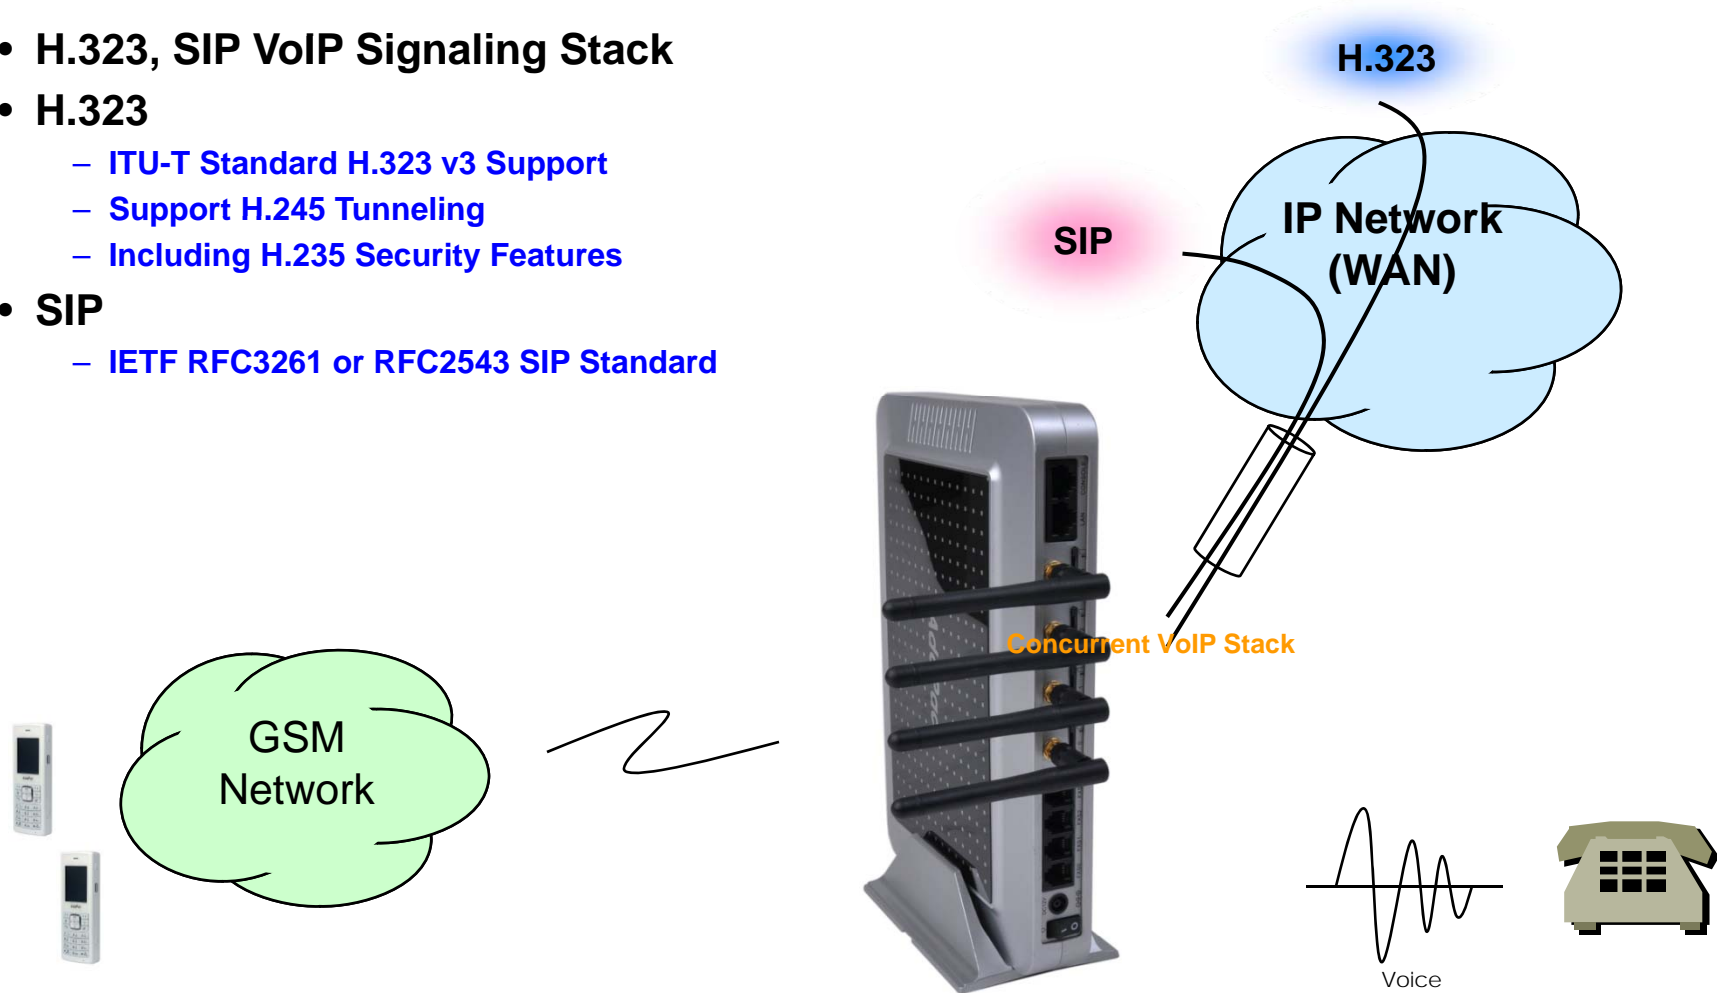 • H.323, SIP VoIP Signaling Stack
• H.323
– ITU-T Standard H.323 v3 Support
– Support H.245 Tunneling
– Including H.235 Security Features
• SIP
– IETF RFC3261 or RFC2543 SIP Standard
H.323
SIP
IP Network
(WAN)
LAN
Concurrent VoIP Stack
GSM
Network
Voice